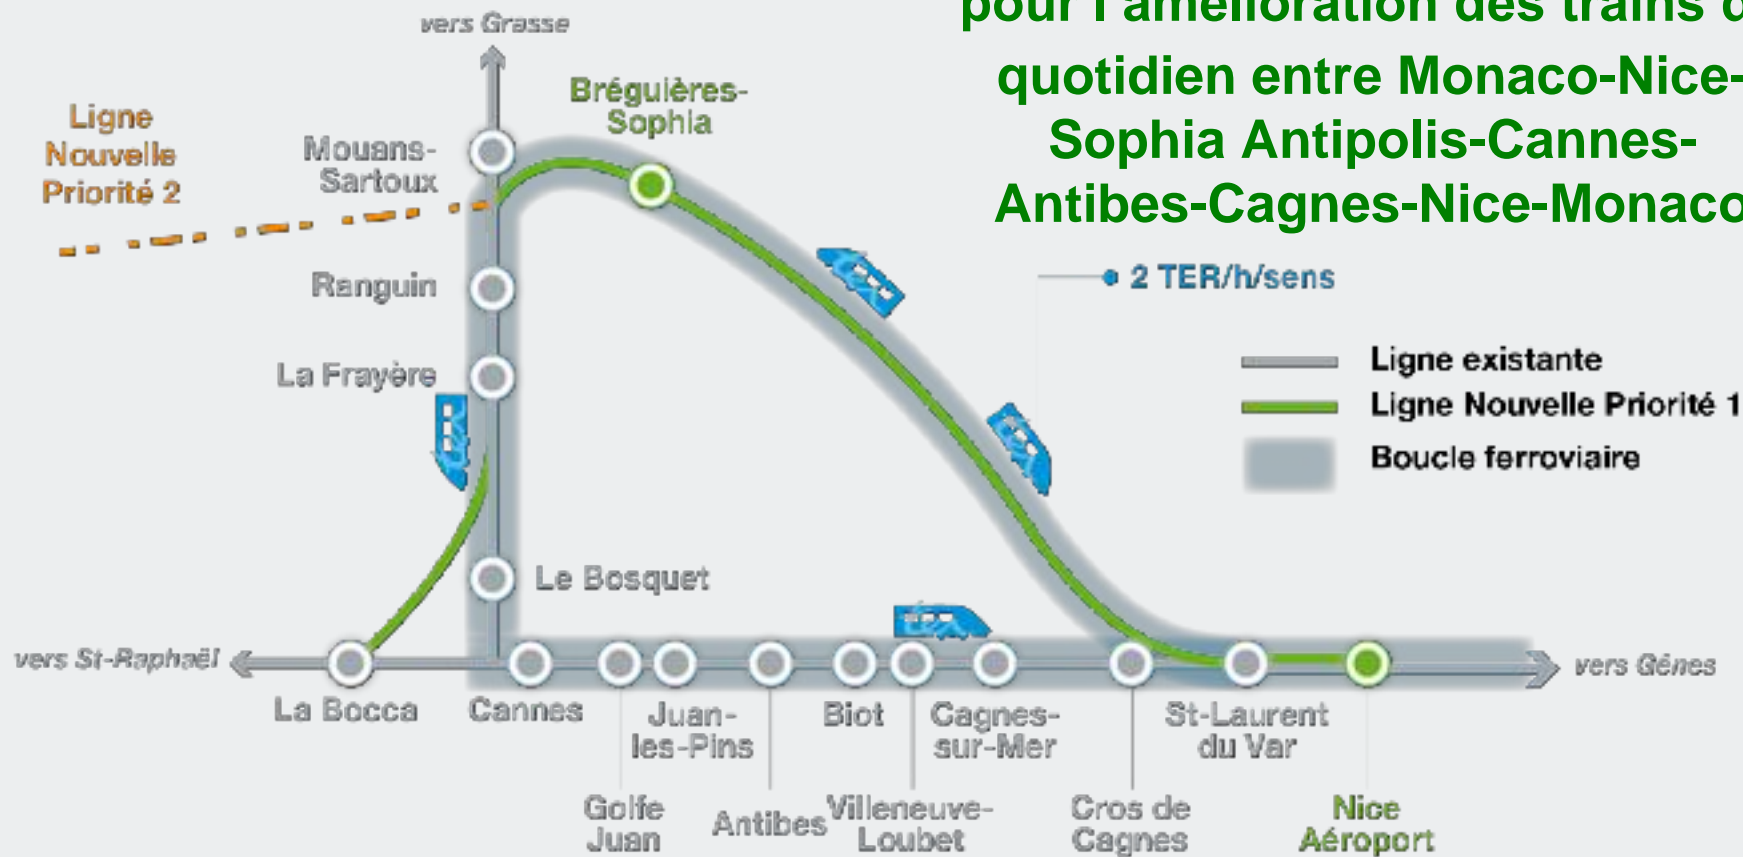 pour l'amélioration des trains d
quotidien entre Monaco-Nice-
Sophia Antipolis-Cannes-
Antibes-Cagnes-Nice-Monaco
vers Grasse
Bréguières-
Sophia
Ligne
Nouvelle
Priorité 2
Mouans-
Sartoux
Ranguin
2 TER/h/sens
Ligne existante
La Frayère
Ligne Nouvelle Priorité 1
Boucle ferroviaire
Le Bosquet
vers St-Raphaël
vers Gênes
La Bocca
Cannes
Juan-
les-Pins
Biot
Cagnes-
sur-Mer
St-Laurent
du Var
Golfe
Juan
Antibes
Villeneuve-
Loubet
Cros de
Cagnes
Nice
Aéroport